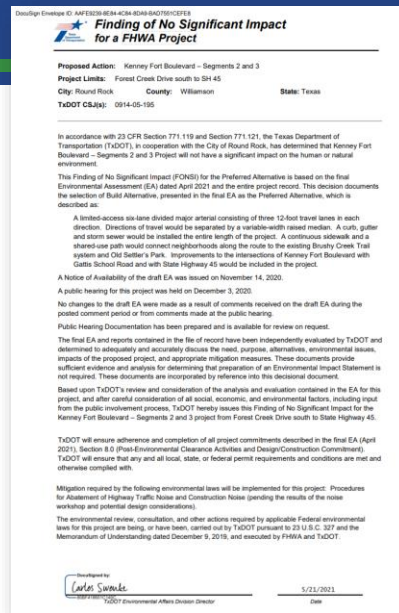 DocuSign Envelope ID: AAFE9239-8E84-4C84-8DA9-BAD7551CEFE8
Finding of No Significant Impact
for a FHWA Project
Proposed Action: Kenney Fort Boulevard – Segments 2 and 3
Project Limits: Forest Creek Drive south to SH 45
City: Round Rock County: Williamson State: Texas
TxDOT CSJ(s): 0914-05-195
In accordance with 23 CFR Section 771.119 and Section 771.121, the Texas Department of
Transportation (TxDOT), in cooperation with the City of Round Rock, has determined that Kenney Fort
Boulevard – Segments 2 and 3 Project will not have a significant impact on the human or natural
environment.
This Finding of No Significant Impact (FONSI) for the Preferred Alternative is based on the final
Environmental Assessment (EA) dated April 2021 and the entire project record. This decision documents
the selection of Build Alternative, presented in the final EA as the Preferred Alternative, which is
described as:
A limited-access six-lane divided major arterial consisting of three 12-foot travel lanes in each
direction. Directions of travel would be separated by a variable-width raised median. A curb, gutter
and storm sewer would be installed the entire length of the project. A continuous sidewalk and a
shared-use path would connect neighborhoods along the route to the existing Brushy Creek Trail
system and Old Settler's Park. Improvements to the intersections of Kenney Fort Boulevard with
Gattis School Road and with State Highway 45 would be included in the project.
A Notice of Availability of the draft EA was issued on November 14, 2020.
A public hearing for this project was held on December 3, 2020.
No changes to the draft EA were made as a result of comments received on the draft EA during the
posted comment period or from comments made at the public hearing.
Public Hearing Documentation has been prepared and is available for review on request.
The final EA and reports contained in the file of record have been independently evaluated by TxDOT and
determined to adequately and accurately discuss the need, purpose, alternatives, environmental issues,
impacts of the proposed project, and appropriate mitigation measures. These documents provide
sufficient evidence and analysis for determining that preparation of an Environmental Impact Statement is
not required. These documents are incorporated by reference into this decisional document.
Based upon TxDOT's review and consideration of the analysis and evaluation contained in the EA for this
project, and after careful consideration of all social, economic, and environmental factors, including input
from the public involvement process, TxDOT hereby issues this Finding of No Significant Impact for the
Kenney Fort Boulevard – Segments 2 and 3 project from Forest Creek Drive south to State Highway 45.
TxDOT will ensure adherence and completion of all project commitments described in the final EA (April
2021), Section 8.0 (Post-Environmental Clearance Activities and Design/Construction Commitment).
TxDOT will ensure that any and all local, state, or federal permit requirements and conditions are met and
otherwise complied with.
Mitigation required by the following environmental laws will be implemented for this project: Procedures
for Abatement of Highway Traffic Noise and Construction Noise (pending the results of the noise
workshop and potential design considerations).
The environmental review, consultation, and other actions required by applicable Federal environmental
laws for this project are being, or have been, carried out by TxDOT pursuant to 23 U.S.C. 327 and the
Memorandum of Understanding dated December 9, 2019, and executed by FHWA and TxDOT.
DocuSigned by:
Carlos Swonke
5/21/2021
TxDOT Environmental Affairs Division Director Date